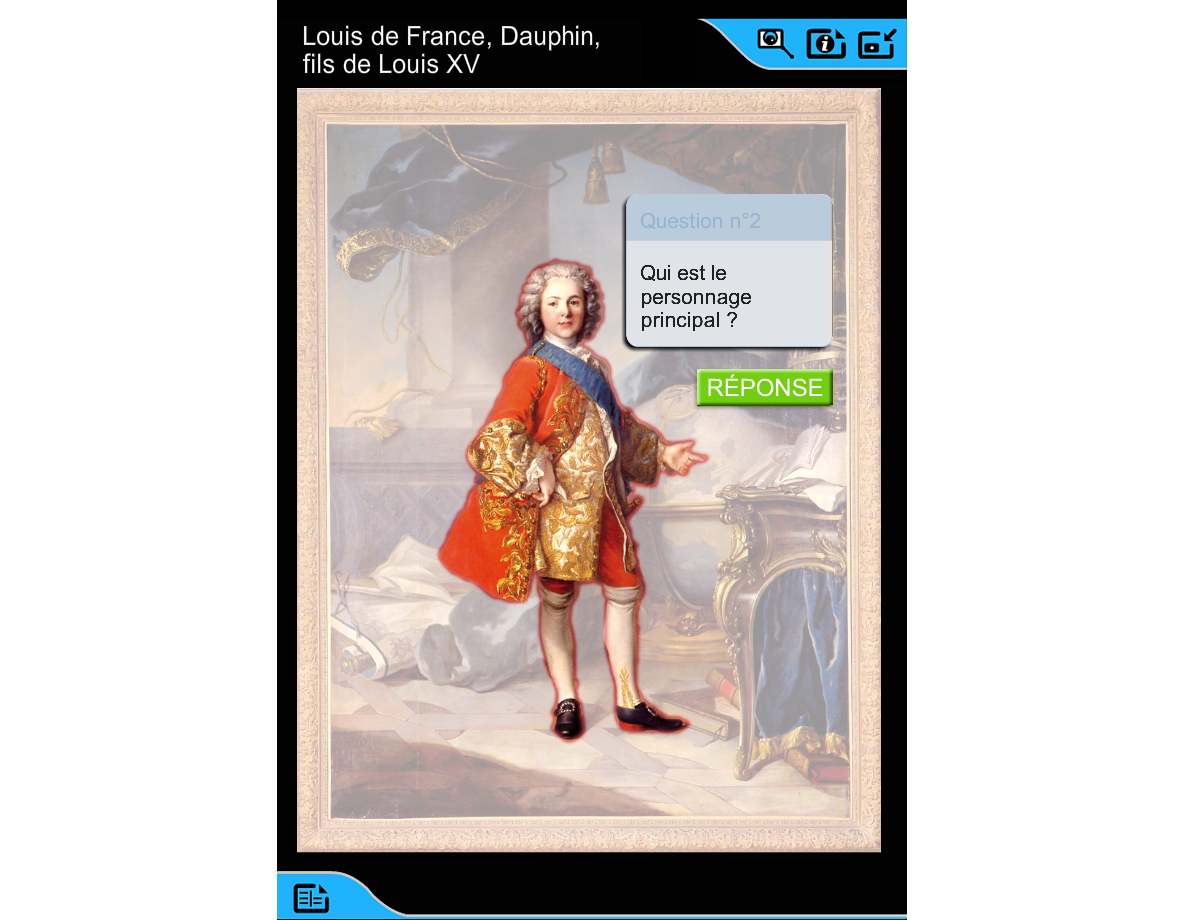 Louis de France, Dauphin,
fils de Louis XV
Question n°2
Qui est le
personnage
principal ?
RÉPONSE